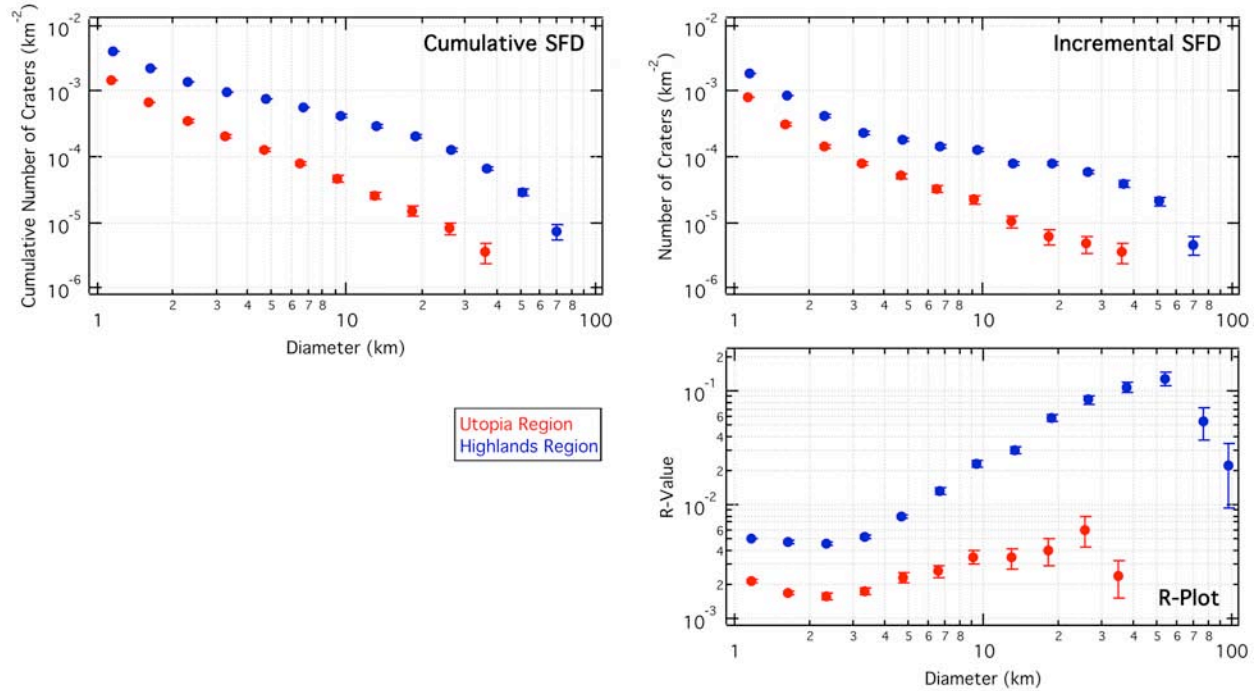 Cumulative SFD
Cumulative Number of Craters (km-2)
10-2
10-3
10-4
10-5
10-6
1 2 3 4 5 6 7 8 10 2 3 4 5 6 7 8 100
Diameter (km)
Incremental SFD
Number of Craters (km-2)
10-2
10-3
10-4
10-5
10-6
1 2 3 4 5 6 7 8 10 2 3 4 5 6 7 8 100
Utopia Region
Highlands Region
R-Plot
R-Value
2
10-1
8
6
4
2
10-2
8
6
4
2
10-3
1 2 3 4 5 6 7 8 10 2 3 4 5 6 7 8 100
Diameter (km)